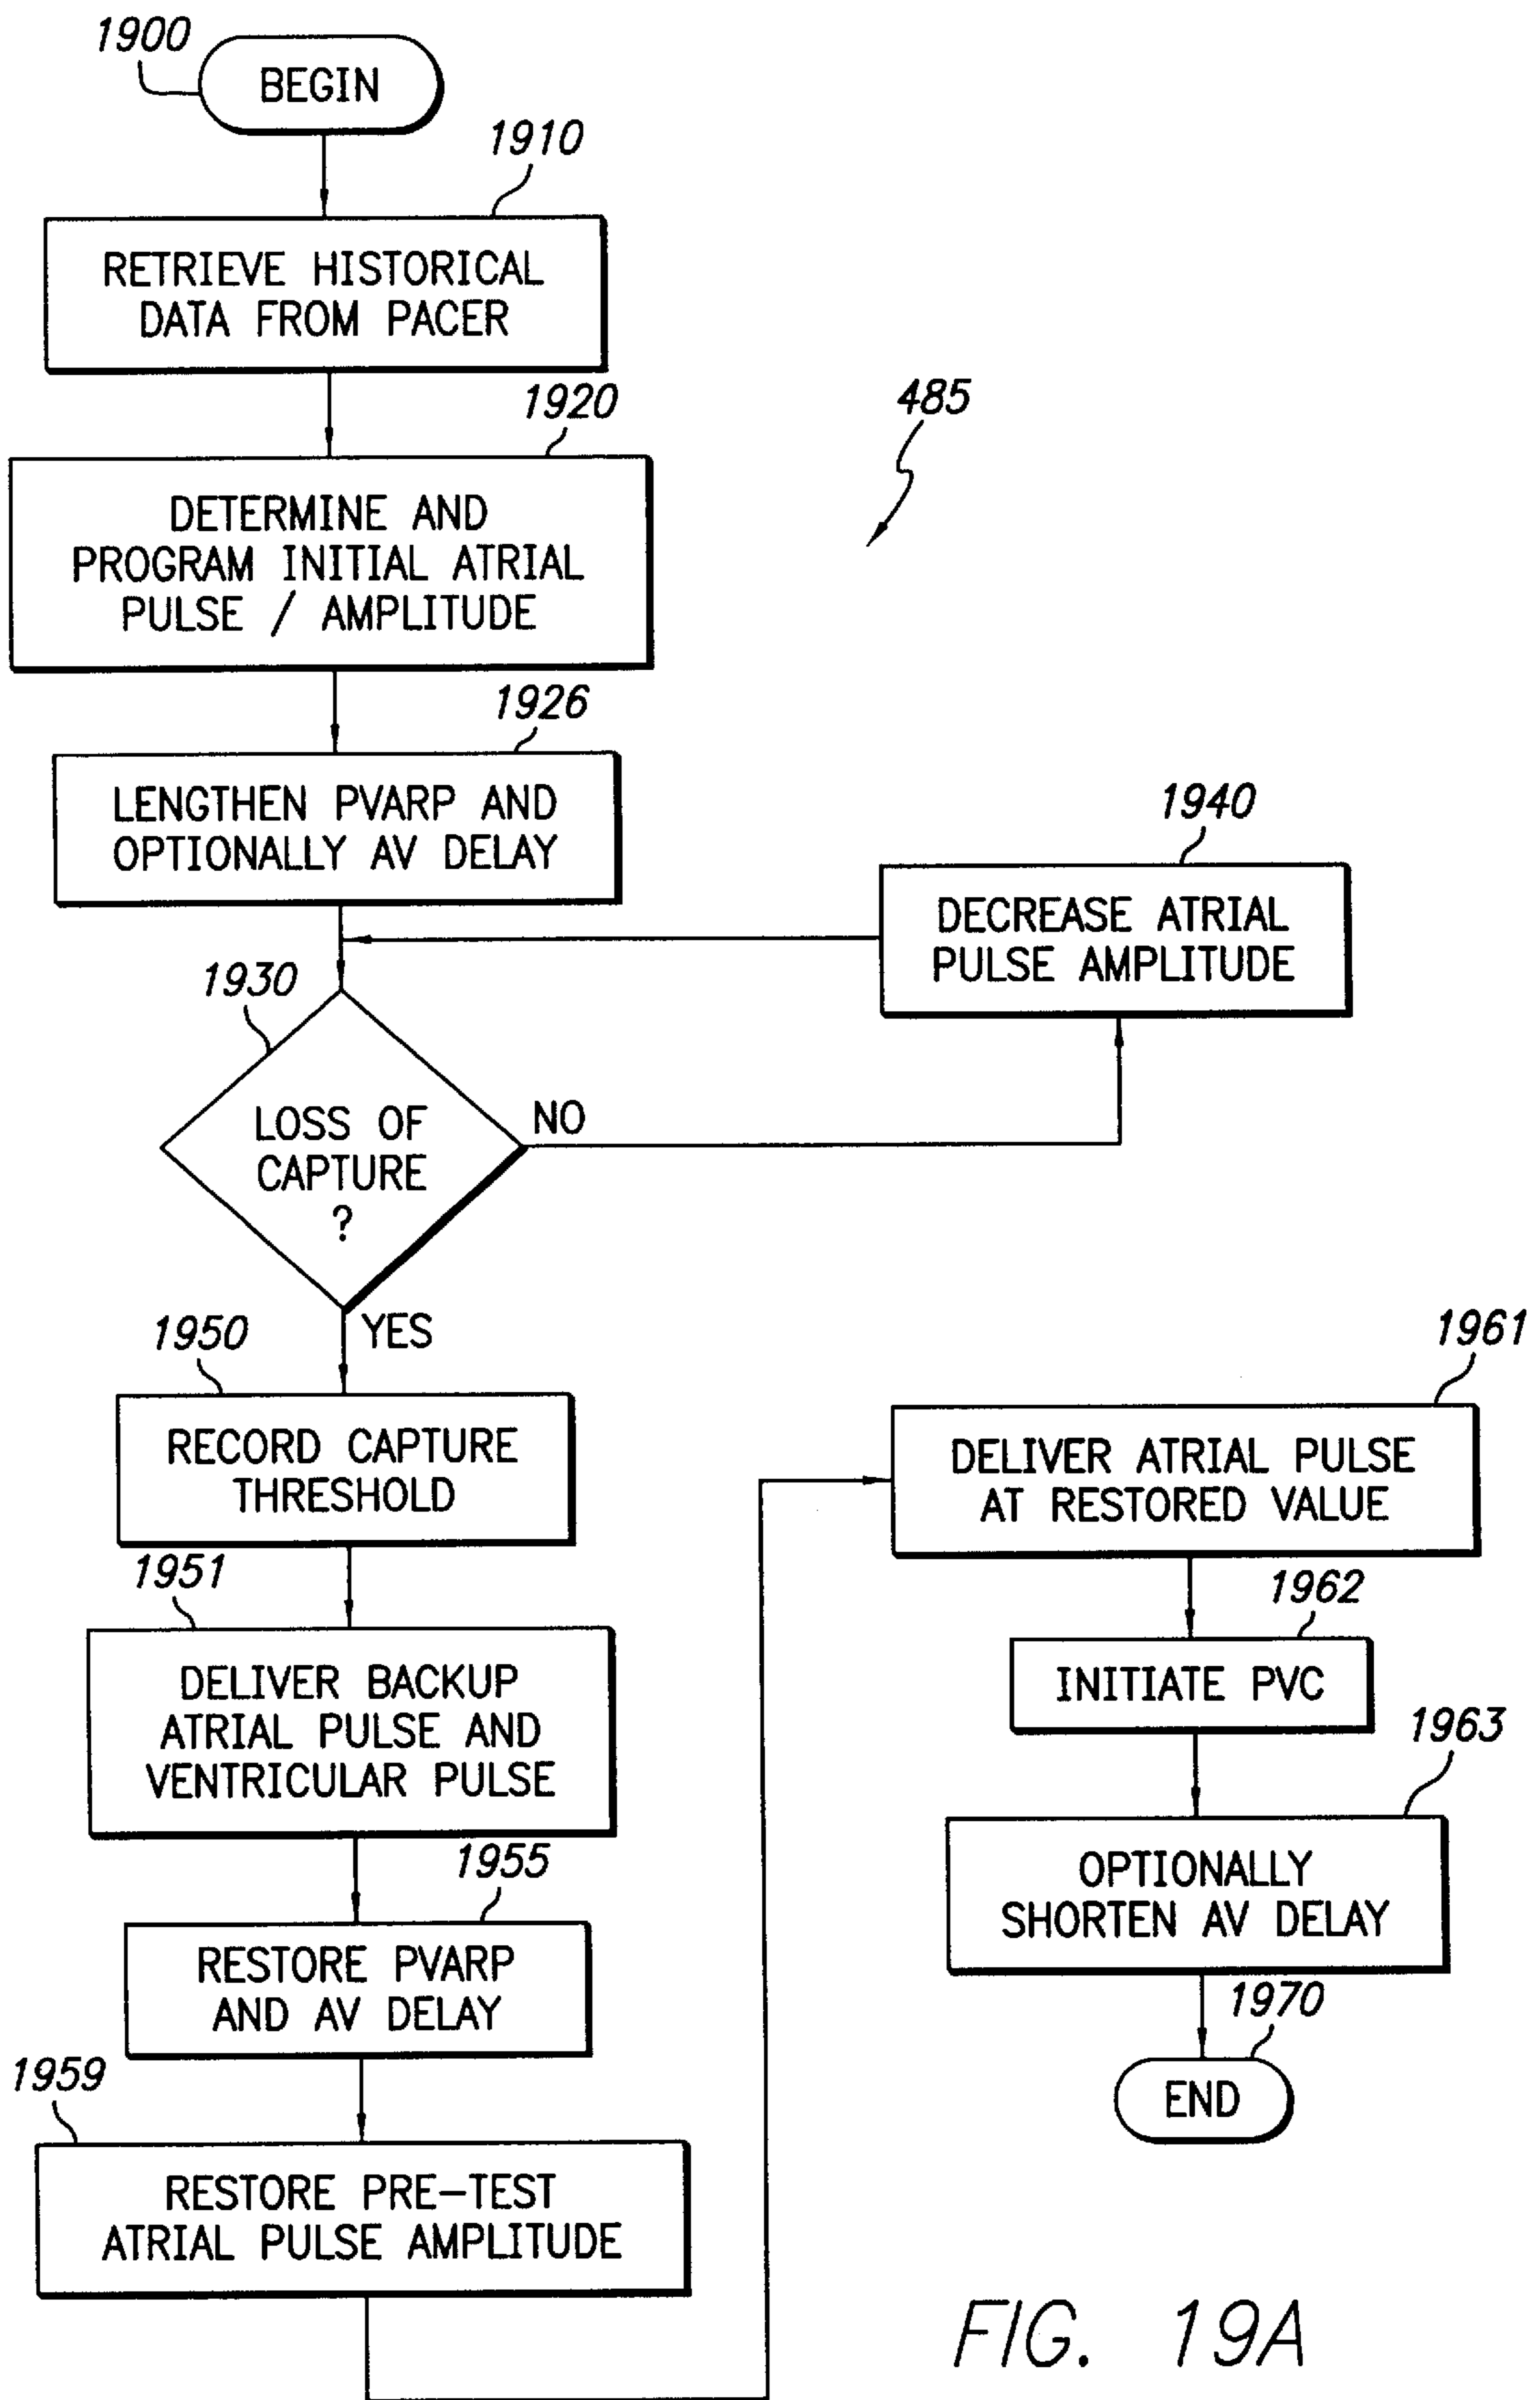 1900
BEGIN
1910
RETRIEVE HISTORICAL
DATA FROM PACER
1920
485
DETERMINE AND
PROGRAM INITIAL ATRIAL
PULSE / AMPLITUDE
1926
LENGTHEN PVARP AND
OPTIONALLY AV DELAY
1940
DECREASE ATRIAL
PULSE AMPLITUDE
1930
LOSS OF
CAPTURE
?
NO
YES
1950
RECORD CAPTURE
THRESHOLD
1951
DELIVER BACKUP
ATRIAL PULSE AND
VENTRICULAR PULSE
1955
RESTORE PVARP
AND AV DELAY
1959
RESTORE PRE-TEST
ATRIAL PULSE AMPLITUDE
1961
DELIVER ATRIAL PULSE
AT RESTORED VALUE
1962
INITIATE PVC
1963
OPTIONALLY
SHORTEN AV DELAY
1970
END
FIG. 19A